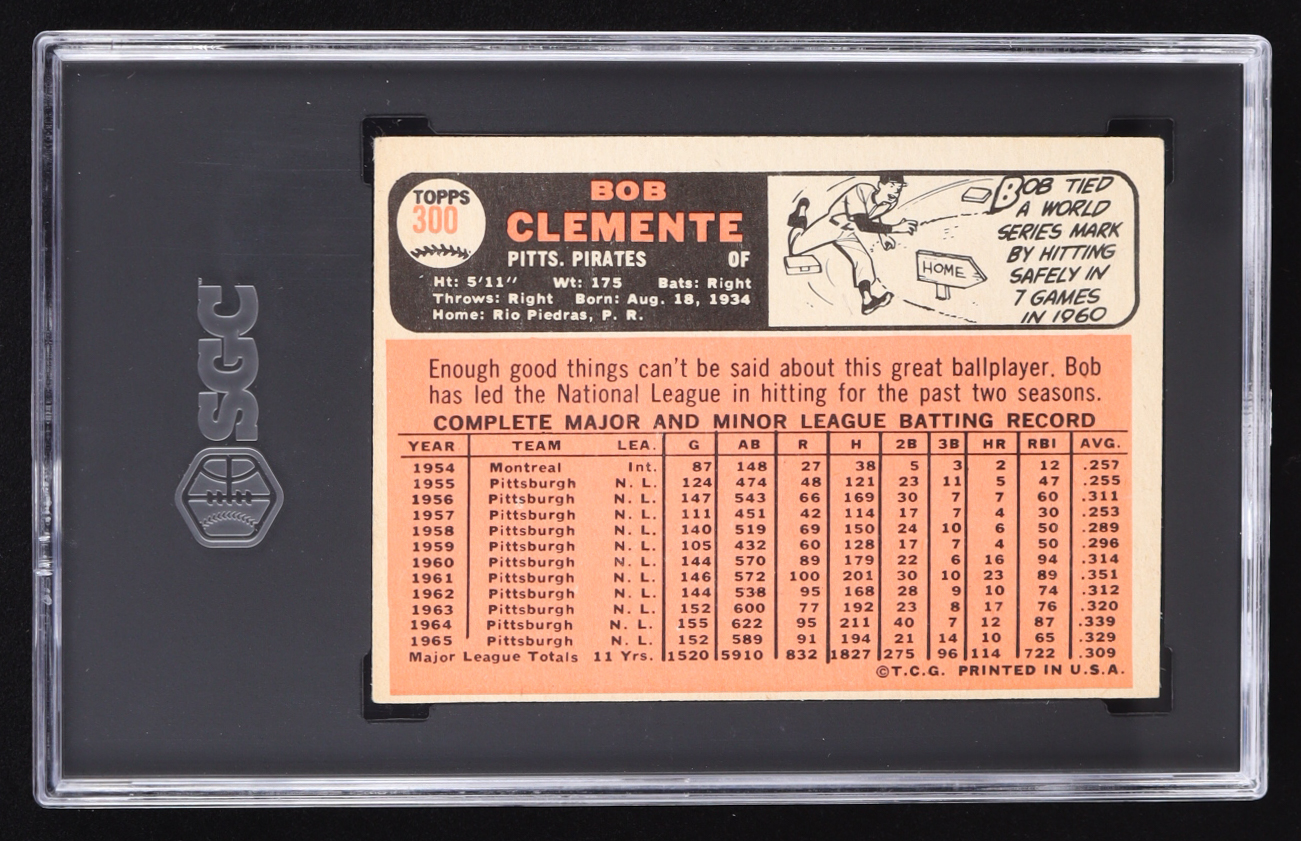 SGC
TOPPS
300
BOB
CLEMENTE
PITTS. PIRATES OF
Ht: 5'11" Wt: 175 Bats: Right
Throws: Right Born: Aug. 18, 1934
Home: Rio Piedras, P. R.
HOME
BOB TIED
A WORLD
SERIES MARK
BY HITTING
SAFELY IN
7 GAMES
IN 1960
Enough good things can't be said about this great ballplayer. Bob
has led the National League in hitting for the past two seasons.
COMPLETE MAJOR AND MINOR LEAGUE BATTING RECORD
YEAR TEAM LEA. G AB R H 2B 3B HR RBI AVG.
1954 Montreal Int. 87 148 27 38 5 3 2 12 .257
1955 Pittsburgh N. L. 124 474 48 121 23 11 5 47 .255
1956 Pittsburgh N. L. 147 543 66 169 30 7 7 60 .311
1957 Pittsburgh N. L. 111 451 42 114 17 7 4 30 .253
1958 Pittsburgh N. L. 140 519 69 150 24 10 6 50 .289
1959 Pittsburgh N. L. 105 432 60 128 17 7 4 50 .296
1960 Pittsburgh N. L. 144 570 89 179 22 6 16 94 .314
1961 Pittsburgh N. L. 146 572 100 201 30 10 23 89 .351
1962 Pittsburgh N. L. 144 538 95 168 28 9 10 74 .312
1963 Pittsburgh N. L. 152 600 77 192 23 8 17 76 .320
1964 Pittsburgh N. L. 155 622 95 211 40 7 12 87 .339
1965 Pittsburgh N. L. 152 589 91 194 21 14 10 65 .329
Major League Totals 11 Yrs. 1520 5910 832 1827 275 96 114 722 .309
©T.C.G. PRINTED IN U.S.A.